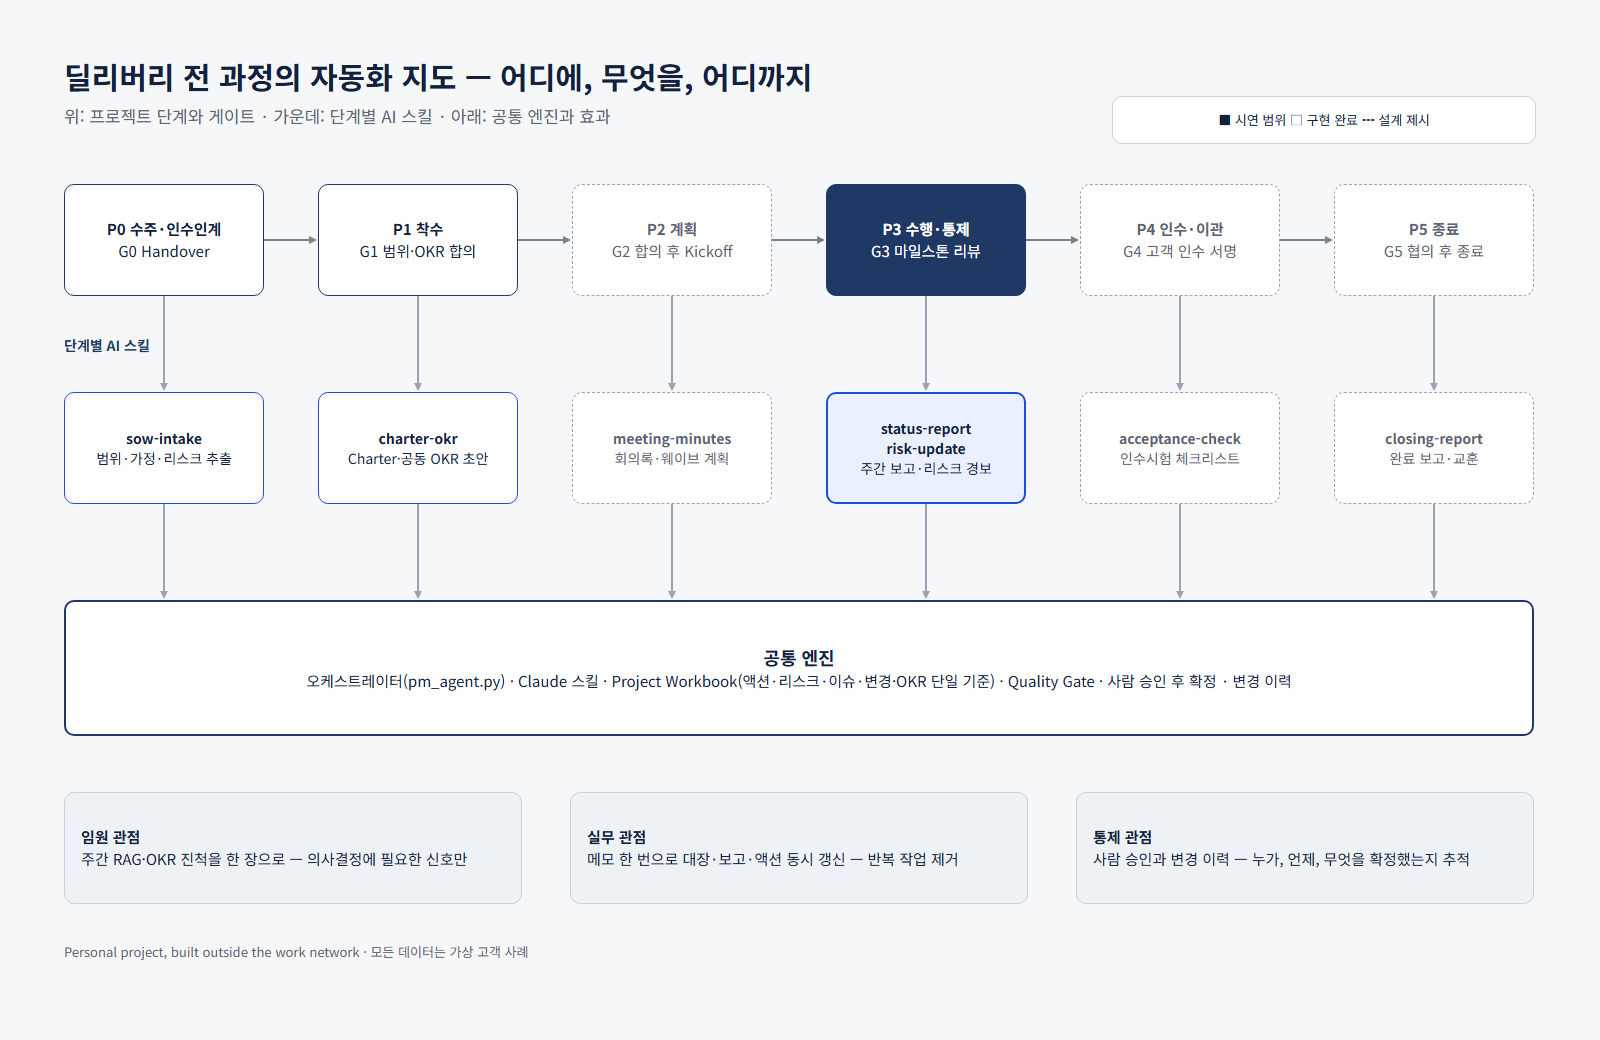 딜리버리 전 과정의 자동화 지도 — 어디에, 무엇을, 어디까지
위: 프로젝트 단계와 게이트 · 가운데: 단계별 AI 스킬 · 아래: 공통 엔진과 효과
■ 시연 범위 □ 구현 완료 --- 설계 제시
P0 수주·인수인계
G0 Handover
P1 착수
G1 범위·OKR 합의
P2 계획
G2 합의 후 Kickoff
P3 수행·통제
G3 마일스톤 리뷰
P4 인수·이관
G4 고객 인수 서명
P5 종료
G5 협의 후 종료
단계별 AI 스킬
sow-intake
범위·가정·리스크 추출
charter-okr
Charter·공동 OKR 초안
meeting-minutes
회의록·웨이브 계획
status-report
risk-update
주간 보고·리스크 경보
acceptance-check
인수시험 체크리스트
closing-report
완료 보고·교훈
공통 엔진
오케스트레이터(pm_agent.py) · Claude 스킬 · Project Workbook(액션·리스크·이슈·변경·OKR 단일 기준) · Quality Gate · 사람 승인 후 확정 · 변경 이력
임원 관점
주간 RAG·OKR 진척을 한 장으로 — 의사결정에 필요한 신호만
실무 관점
메모 한 번으로 대장·보고·액션 동시 갱신 — 반복 작업 제거
통제 관점
사람 승인과 변경 이력 — 누가, 언제, 무엇을 확정했는지 추적
Personal project, built outside the work network · 모든 데이터는 가상 고객 사례